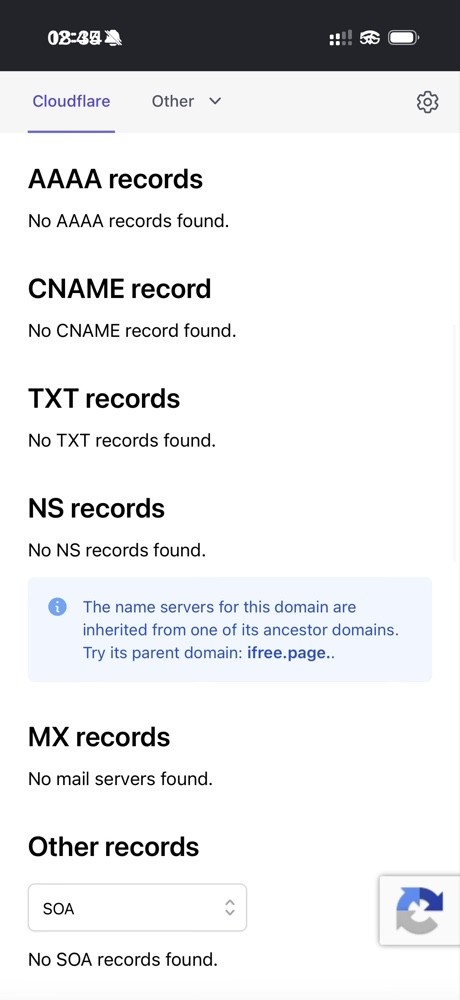 Cloudflare
Other
AAAA records
No AAAA records found.
CNAME record
No CNAME record found.
TXT records
No TXT records found.
NS records
No NS records found.
The name servers for this domain are
inherited from one of its ancestor domains.
Try its parent domain: ifree.page..
MX records
No mail servers found.
Other records
SOA
No SOA records found.